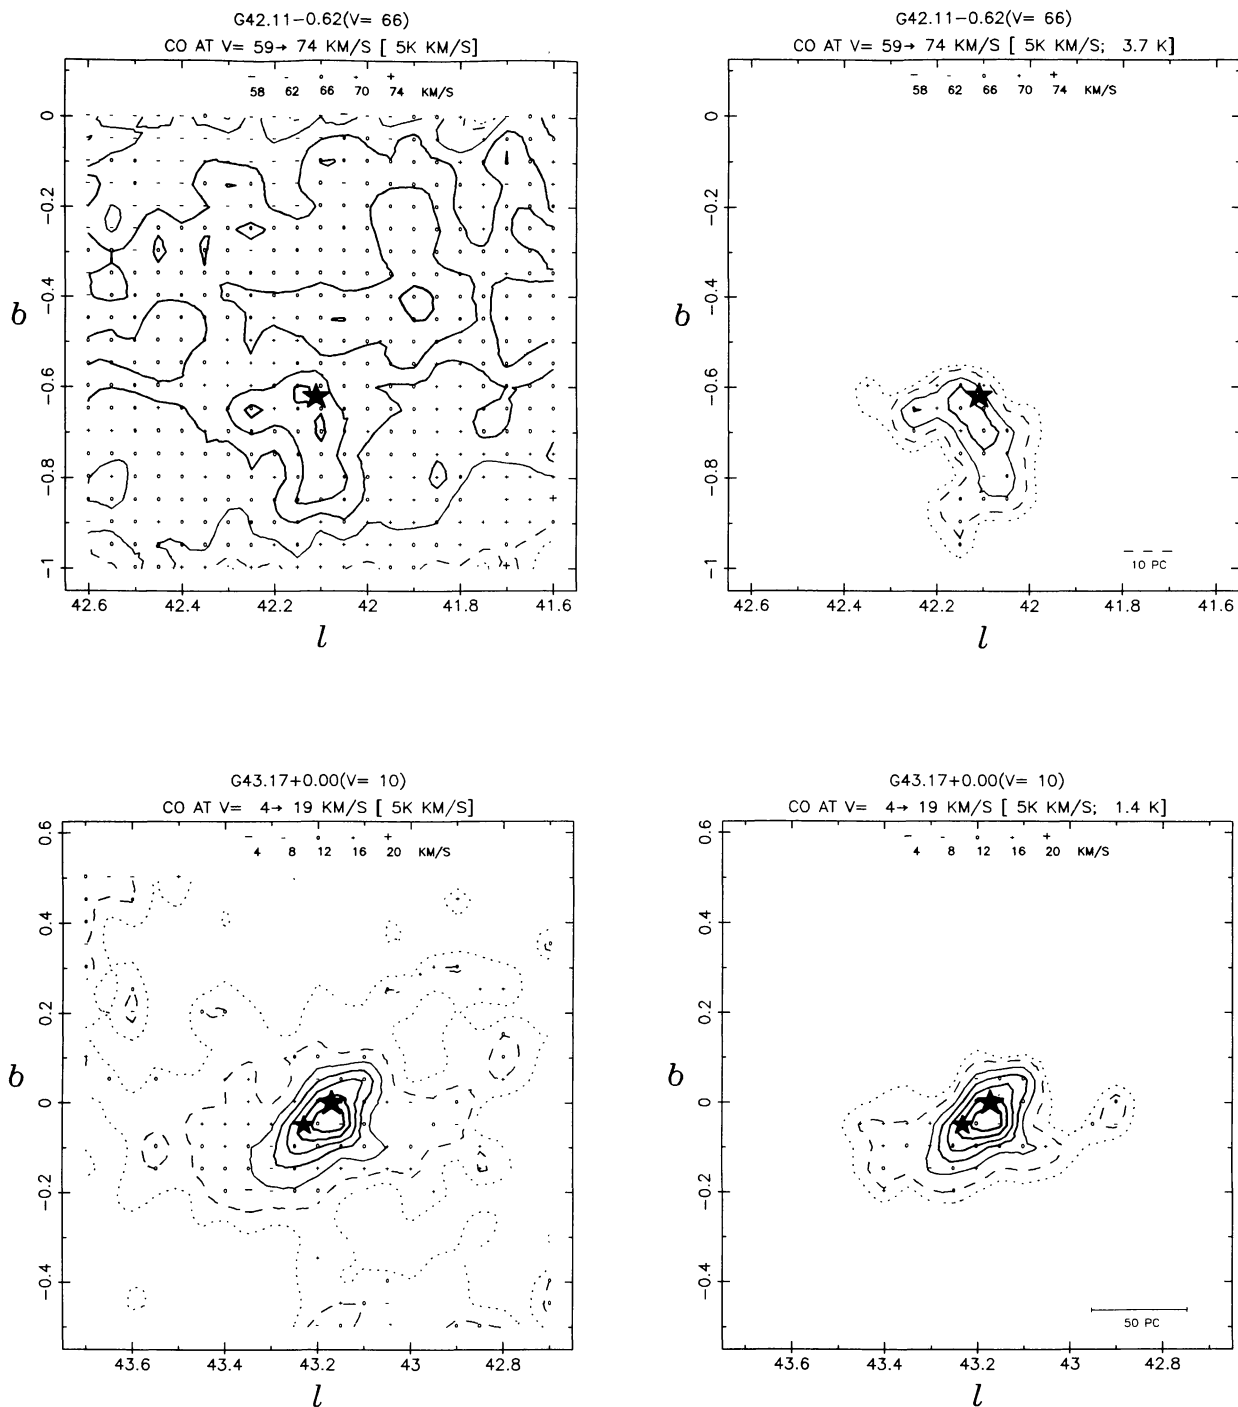 G42.11−0.62(V= 66)
CO AT V= 59→ 74 KM/S [ 5K KM/S]
− - o + +
58 62 66 70 74 KM/S
0
−0.2
−0.4
−0.6
−0.8
−1
b
42.6 42.4 42.2 42 41.8 41.6
l
G42.11−0.62(V= 66)
CO AT V= 59→ 74 KM/S [ 5K KM/S; 3.7 K]
− - o + +
58 62 66 70 74 KM/S
0
−0.2
−0.4
−0.6
−0.8
−1
b
10 PC
42.6 42.4 42.2 42 41.8 41.6
l
G43.17+0.00(V= 10)
CO AT V= 4→ 19 KM/S [ 5K KM/S]
− - o + +
4 8 12 16 20 KM/S
0.6
0.4
0.2
0
−0.2
−0.4
b
43.6 43.4 43.2 43 42.8
l
G43.17+0.00(V= 10)
CO AT V= 4→ 19 KM/S [ 5K KM/S; 1.4 K]
− - o + +
4 8 12 16 20 KM/S
0.6
0.4
0.2
0
−0.2
−0.4
b
50 PC
43.6 43.4 43.2 43 42.8
l